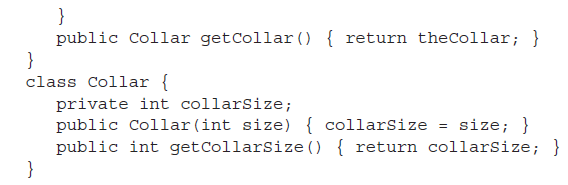 }
public Collar getCollar() { return theCollar; }
}
class Collar {
private int collarSize;
public Collar(int size) { collarSize = size; }
public int getCollarSize() { return collarSize; }
}